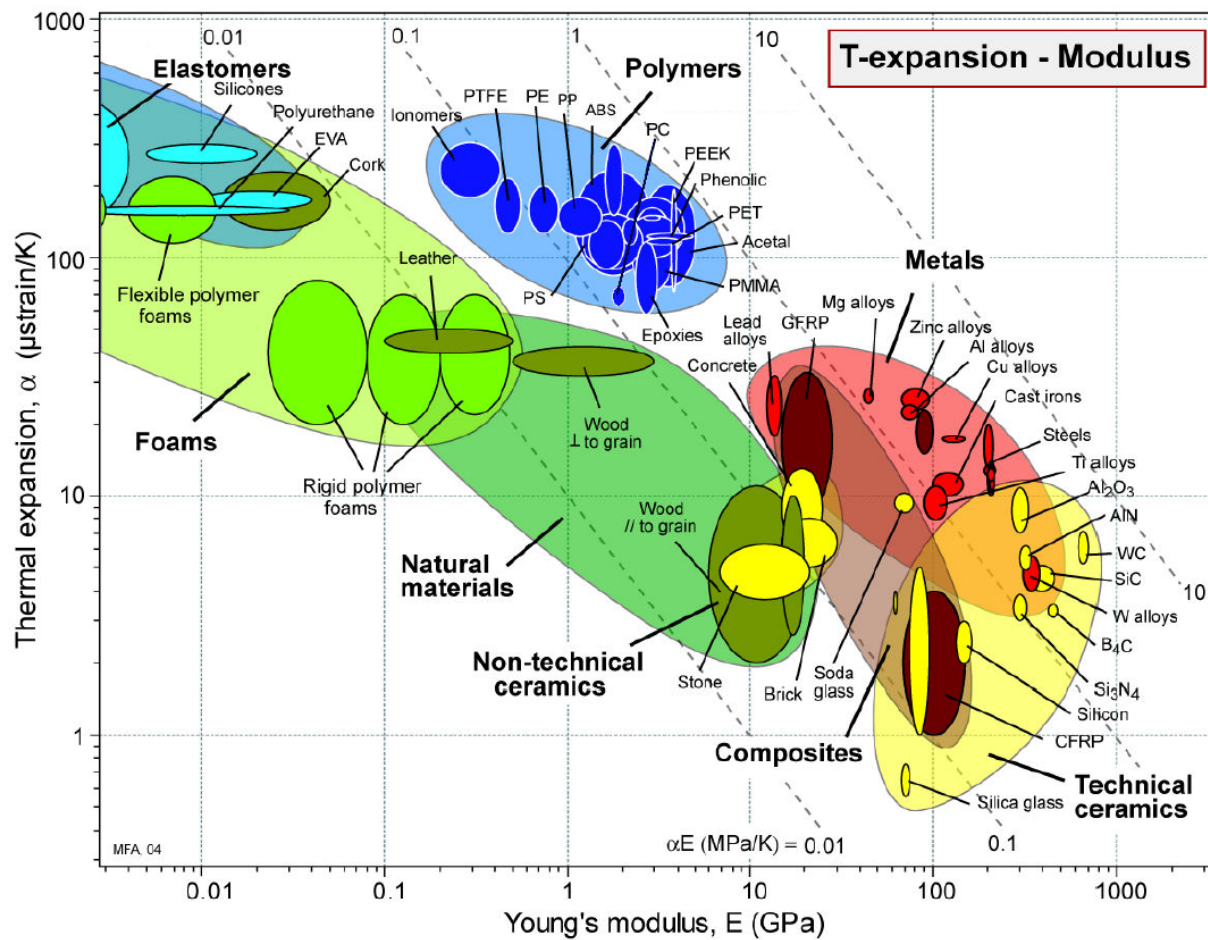 T-expansion - Modulus
1000
100
10
1
Thermal expansion, α (μstrain/K)
0.01
0.1
1
10
Elastomers
Silicones
Polyurethane
EVA
Cork
Polymers
Ionomers
PTFE
PE
PP
ABS
PC
PEEK
Phenolic
PET
Acetal
PMMA
PS
Epoxies
Flexible polymer
foams
Leather
Foams
Rigid polymer
foams
Wood
⊥ to grain
Metals
Mg alloys
Zinc alloys
Al alloys
Cu alloys
Cast irons
Steels
Ti alloys
Al₂O₃
AlN
WC
SiC
10
W alloys
B₄C
Si₃N₄
Silicon
CFRP
Lead
alloys
GFRP
Concrete
Wood
// to grain
Natural
materials
Non-technical
ceramics
Stone
Brick
Soda
glass
Composites
Silica glass
Technical
ceramics
αE (MPa/K) = 0.01
0.1
MFA, 04
0.01
0.1
1
10
100
1000
Young's modulus, E (GPa)